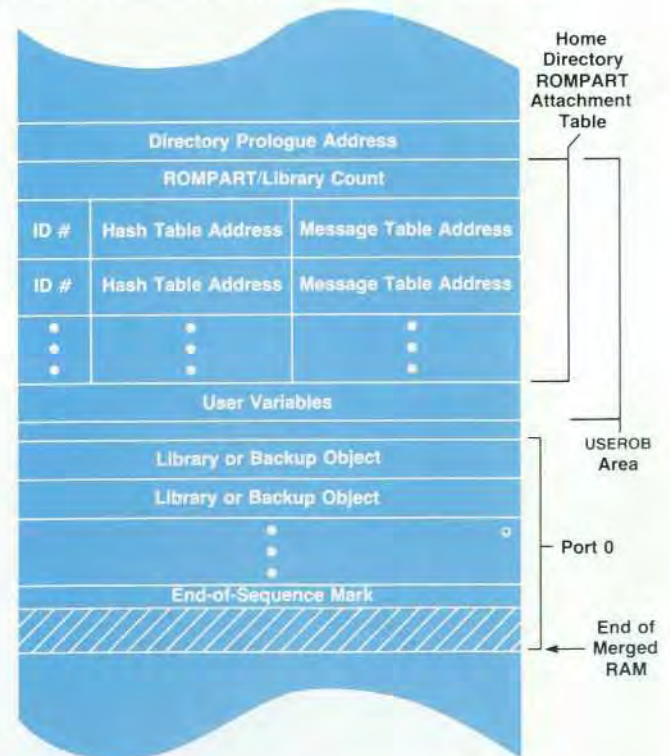 Home
Directory
ROMPART
Attachment
Table
Directory Prologue Address
ROMPART/Library Count
ID # Hash Table Address Message Table Address
ID # Hash Table Address Message Table Address
User Variables
USEROB
Area
Library or Backup Object
Library or Backup Object
Port 0
End-of-Sequence Mark
End of
Merged
RAM